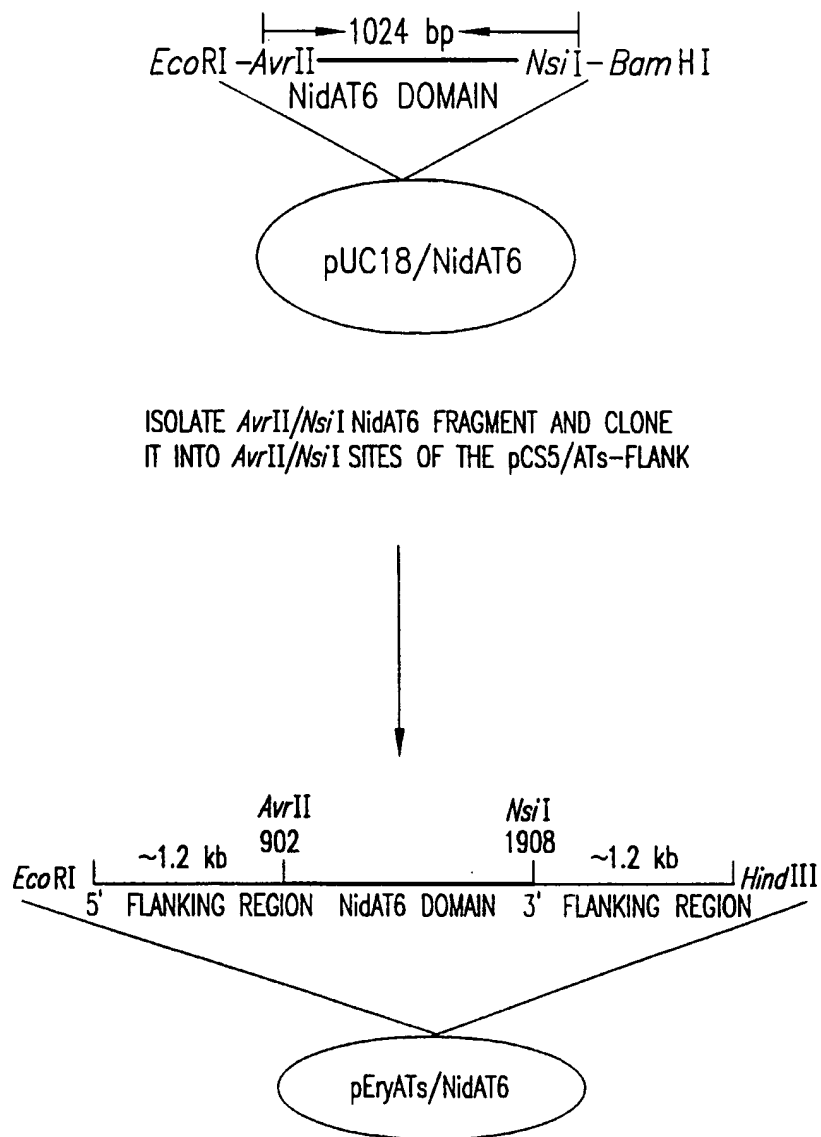 1024 bp
EcoRI-AvrII NsiI-BamHI
NidAT6 DOMAIN
pUC18/NidAT6
ISOLATE AvrII/NsiI NidAT6 FRAGMENT AND CLONE
IT INTO AvrII/NsiI SITES OF THE pCS5/ATs-FLANK
AvrII NsiI
902 1908
~1.2 kb ~1.2 kb
EcoRI HindIII
5' FLANKING REGION NidAT6 DOMAIN 3' FLANKING REGION
pEryATs/NidAT6